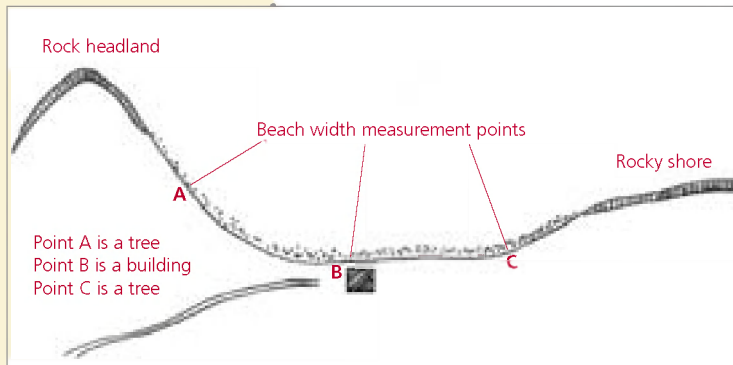 Rock headland
Beach width measurement points
Rocky shore
A
Point A is a tree
Point B is a building
Point C is a tree
B
C